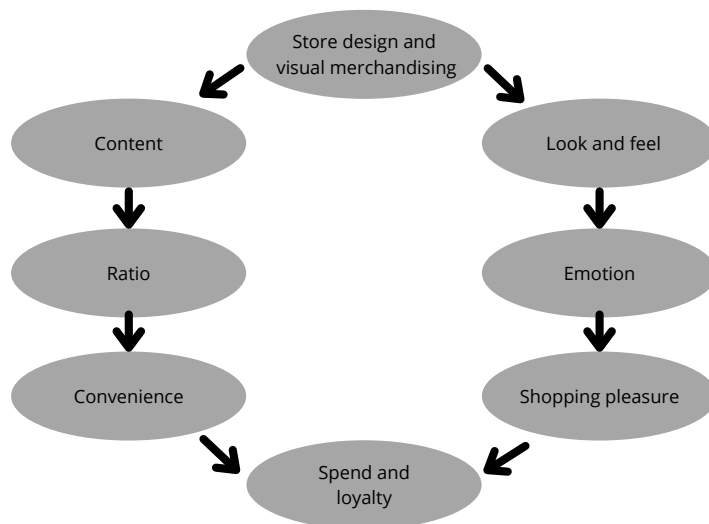 Store design and
visual merchandising
Content
Look and feel
Ratio
Emotion
Convenience
Shopping pleasure
Spend and
loyalty